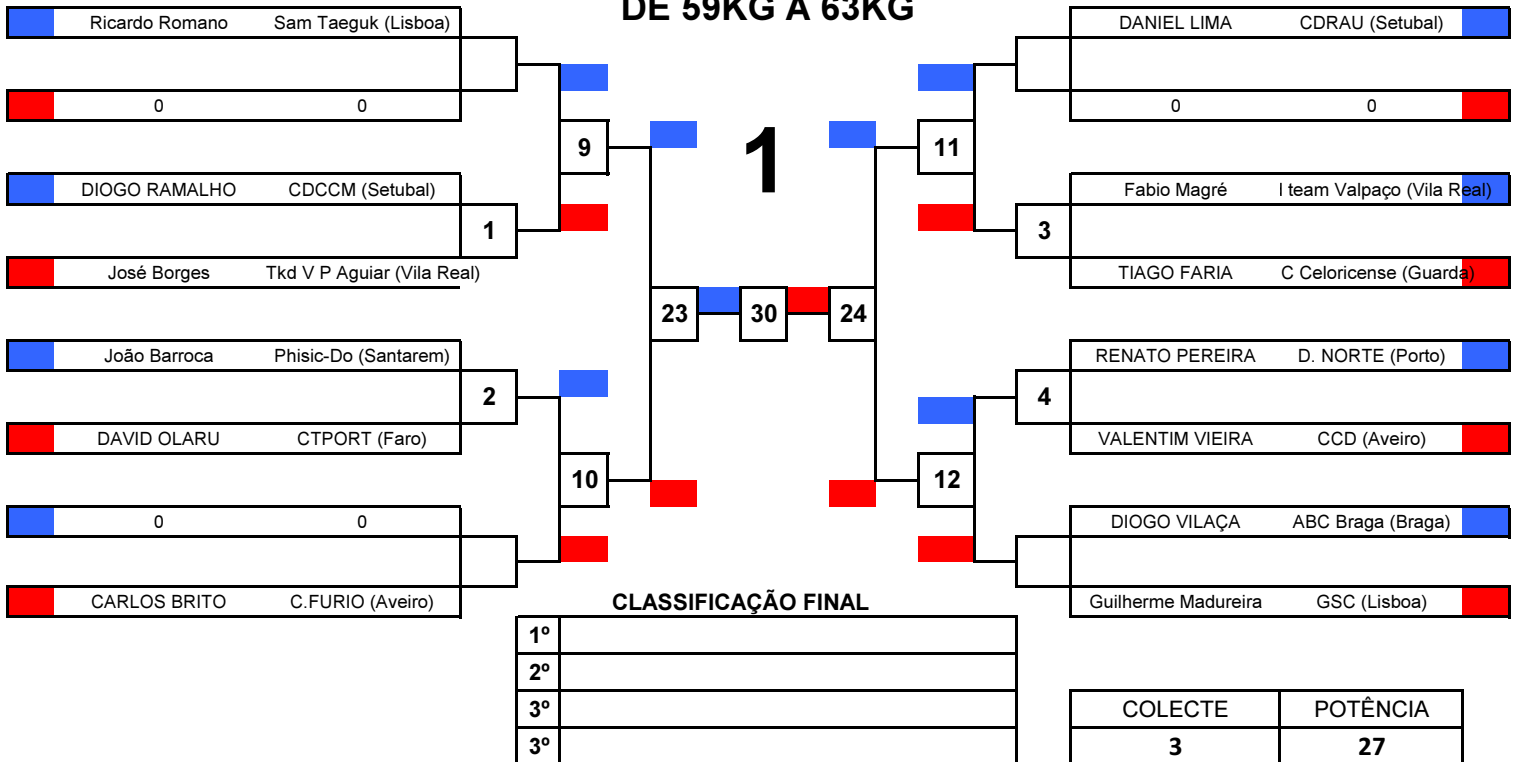 DE 59KG A 63KG
Ricardo Romano Sam Taeguk (Lisboa)
0 0
DIOGO RAMALHO CDCCM (Setubal)
José Borges Tkd V P Aguiar (Vila Real)
João Barroca Phisic-Do (Santarem)
DAVID OLARU CTPORT (Faro)
0 0
CARLOS BRITO C.FURIO (Aveiro)
1
2
9
10
23
30
24
1
11
12
3
4
DANIEL LIMA CDRAU (Setubal)
0 0
Fabio Magré l team Valpaço (Vila Real)
TIAGO FARIA C Celoricense (Guarda)
RENATO PEREIRA D. NORTE (Porto)
VALENTIM VIEIRA CCD (Aveiro)
DIOGO VILAÇA ABC Braga (Braga)
Guilherme Madureira GSC (Lisboa)
CLASSIFICAÇÃO FINAL
1º
2º
3º
3º
COLECTE POTÊNCIA
3 27